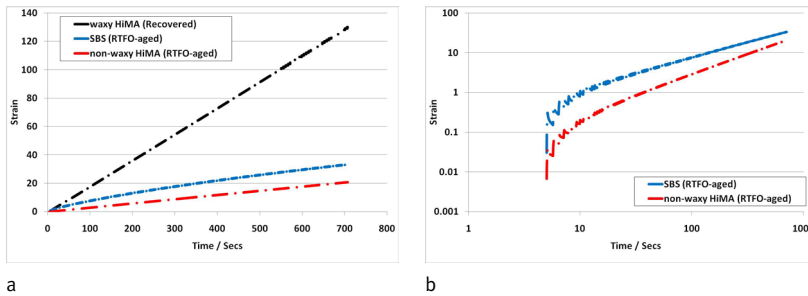 140
120
100
80
60
40
20
0
Strain
waxy HiMA (Recovered)
SBS (RTFO-aged)
non-waxy HiMA (RTFO-aged)
0 100 200 300 400 500 600 700 800
Time / Secs
a
100
10
1
0.1
0.01
0.001
Strain
SBS (RTFO-aged)
non-waxy HiMA (RTFO-aged)
1 10 100 100
Time / Secs
b